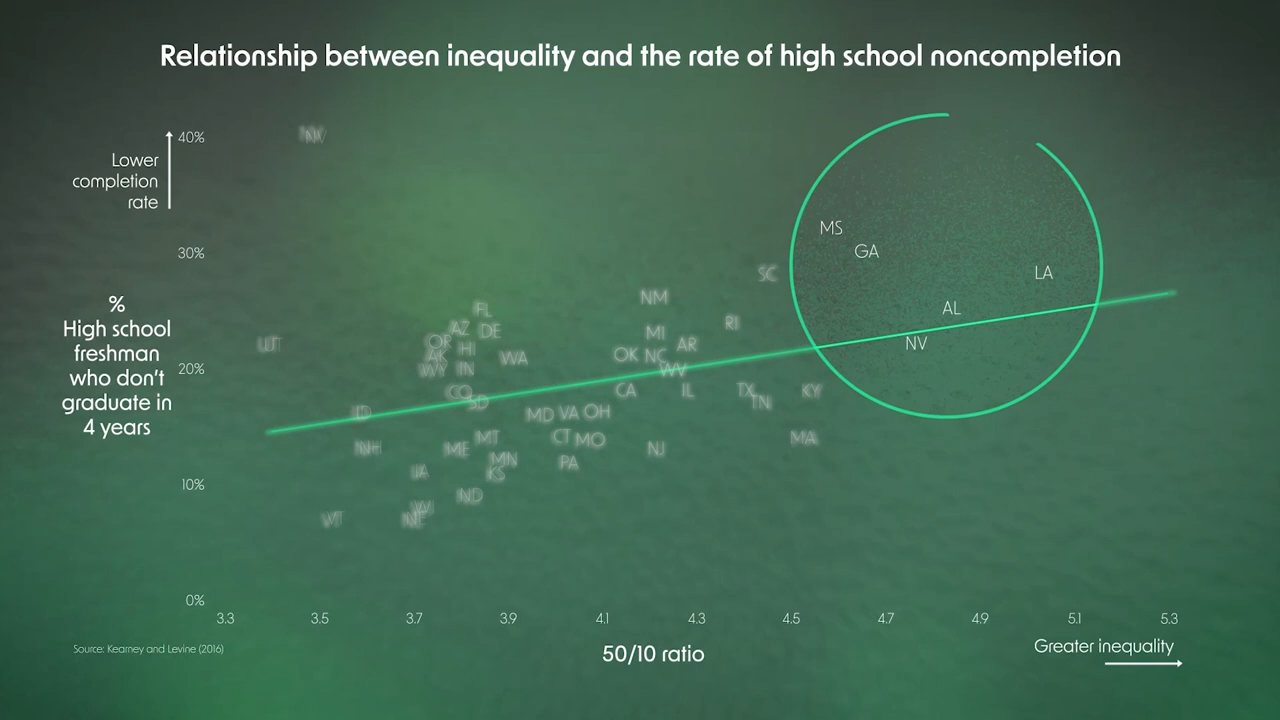 Relationship between inequality and the rate of high school noncompletion
40%
Lower
completion
rate
MS
GA
30%
SC
LA
NM
%
High school
freshman
who don't
graduate in
4 years
FL
AL
AZ
DE
RI
MI
OR
HI
UT
AR
NV
AK
WA
OK
NC
20%
WY
IN
WV
CO
CA
IL
TX
KY
SD
TN
ID
MD
VA
OH
MT
CT
MO
MA
NH
ME
NJ
MN
PA
IA
KS
10%
ND
WI
VT
NE
0%
3.3
3.5
3.7
3.9
4.1
4.3
4.5
4.7
4.9
5.1
5.3
Source: Kearney and Levine (2016)
50/10 ratio
Greater inequality